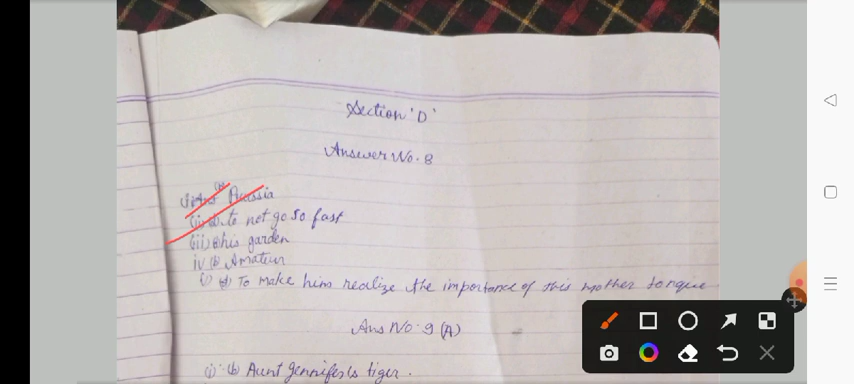 Section 'D'
Answer No. 8
(i) Ans (b) Prussia
(ii) (d) to not go so fast
(iii) (a) his garden
iv (b) Amateur
(v) (d) To make him realize the importance of his mother tongue
Ans No. 9 (A)
(i) (b) Aunt Jennifer's tiger.